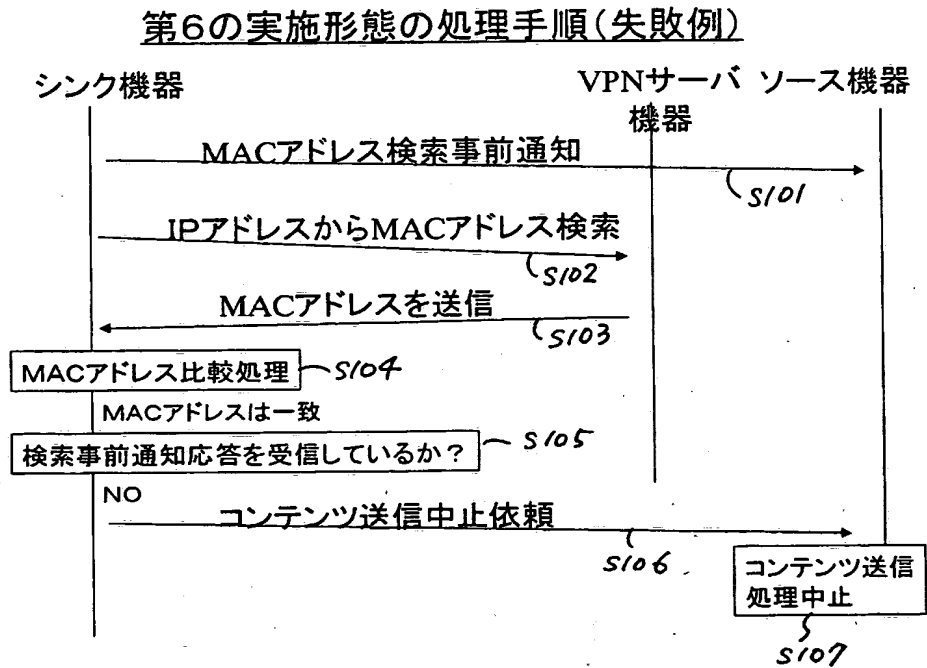 第6の実施形態の処理手順(失敗例)
シンク機器
VPNサーバ
機器
ソース機器
MACアドレス検索事前通知
S101
IPアドレスからMACアドレス検索
S102
MACアドレスを送信
S103
MACアドレス比較処理
S104
MACアドレスは一致
検索事前通知応答を受信しているか?
S105
NO
コンテンツ送信中止依頼
S106
コンテンツ送信
処理中止
S107